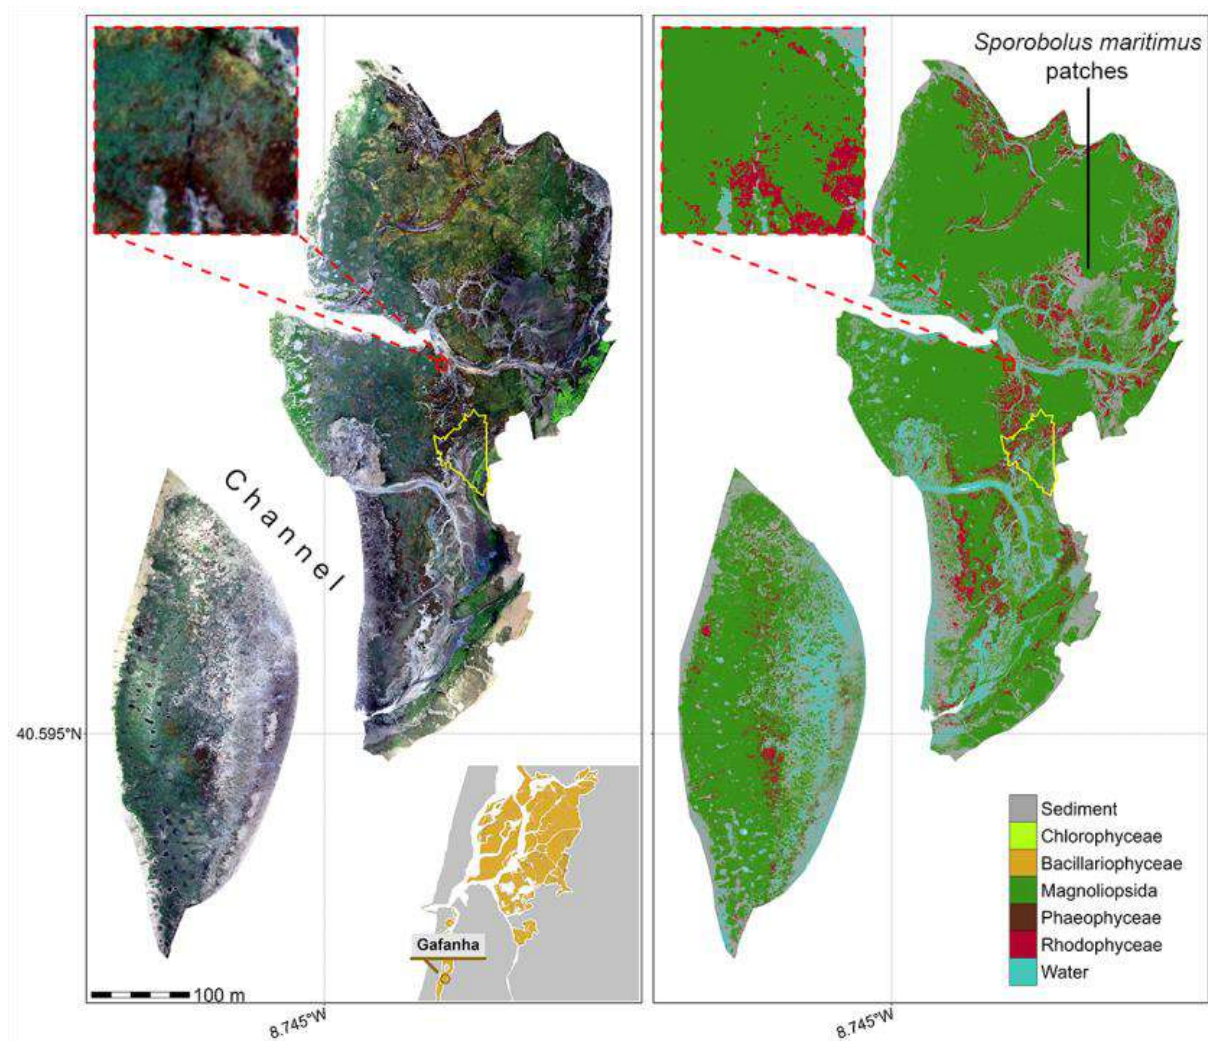 Sporobolus maritimus
patches
Channel
40.595°N
Gafanha
100 m
Sediment
Chlorophyceae
Bacillariophyceae
Magnoliopsida
Phaeophyceae
Rhodophyceae
Water
8.745°W
8.745°W